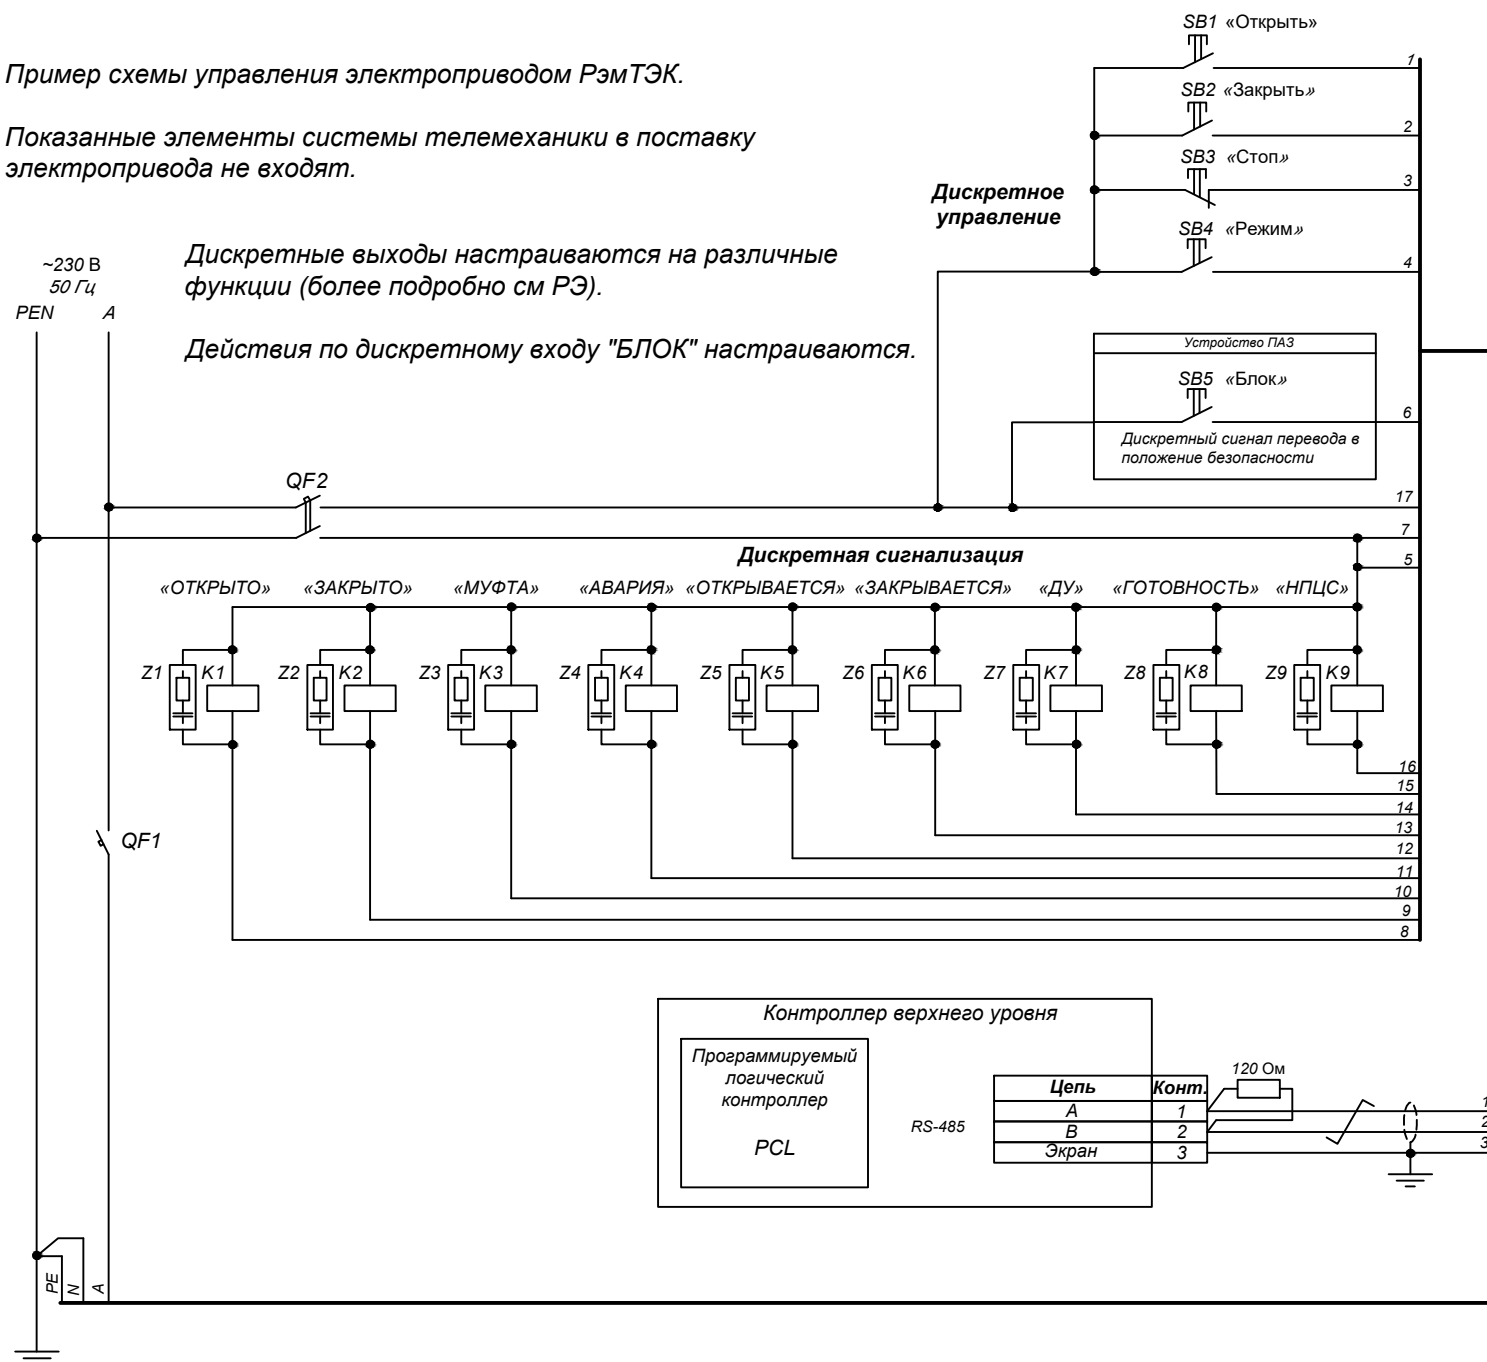 SB1 «Открыть»
Пример схемы управления электроприводом РэмТЭК.
1
SB2 «Закрыть»
Показанные элементы системы телемеханики в поставку
электропривода не входят.
2
SB3 «Стоп»
3
Дискретное
управление
SB4 «Режим»
4
~230 В
50 Гц
PEN A
Дискретные выходы настраиваются на различные
функции (более подробно см РЭ).
Действия по дискретному входу "БЛОК" настраиваются.
Устройство ПАЗ
SB5 «Блок»
6
Дискретный сигнал перевода в
положение безопасности
QF2
17
7
Дискретная сигнализация
5
«ОТКРЫТО» «ЗАКРЫТО» «МУФТА» «АВАРИЯ» «ОТКРЫВАЕТСЯ» «ЗАКРЫВАЕТСЯ» «ДУ» «ГОТОВНОСТЬ» «НПЦС»
Z1 K1 Z2 K2 Z3 K3 Z4 K4 Z5 K5 Z6 K6 Z7 K7 Z8 K8 Z9 K9
16
15
14
13
12
11
10
9
8
QF1
Контроллер верхнего уровня
Программируемый
логический
контроллер
PCL
RS-485
Цепь Конт.
A 1
B 2
Экран 3
120 Ом
1
2
3
PE
N
A